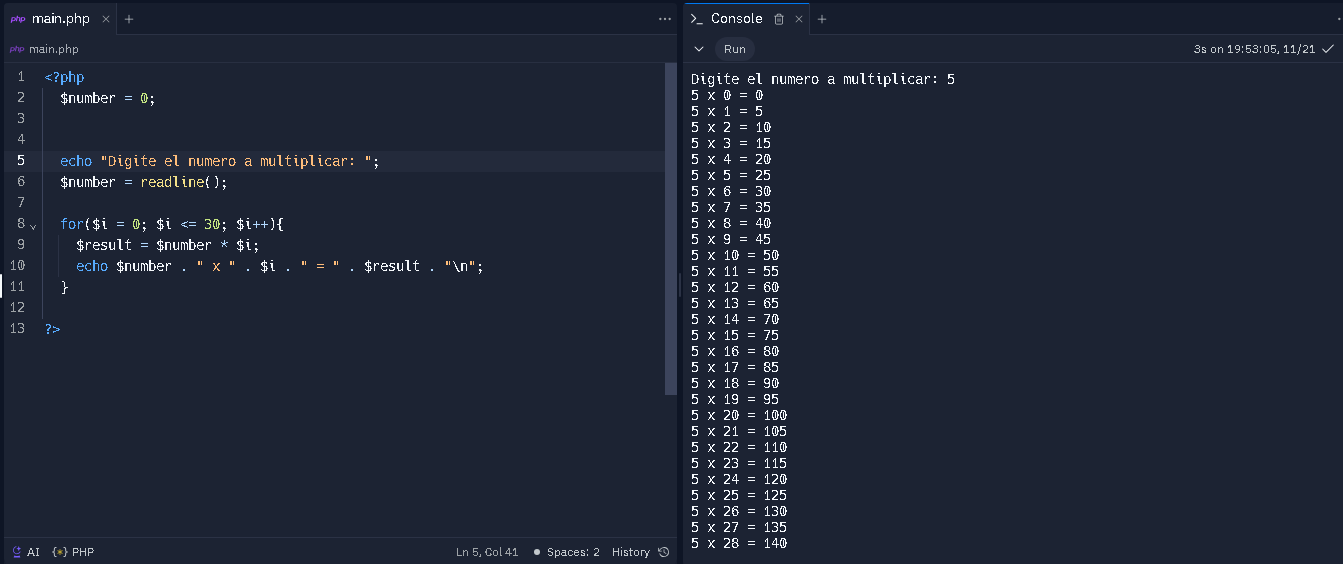 php main.php × +
php main.php
1 <?php
2 $number = 0;
3
4
5 echo "Digite el numero a multiplicar: ";
6 $number = readline();
7
8 for($i = 0; $i <= 30; $i++){
9 $result = $number * $i;
10 echo $number . " x " . $i . " = " . $result . "\n";
11 }
12
13 ?>
AI {*} PHP Ln 5, Col 41 Spaces: 2 History
Console × +
Run 3s on 19:53:05, 11/21
Digite el numero a multiplicar: 5
5 x 0 = 0
5 x 1 = 5
5 x 2 = 10
5 x 3 = 15
5 x 4 = 20
5 x 5 = 25
5 x 6 = 30
5 x 7 = 35
5 x 8 = 40
5 x 9 = 45
5 x 10 = 50
5 x 11 = 55
5 x 12 = 60
5 x 13 = 65
5 x 14 = 70
5 x 15 = 75
5 x 16 = 80
5 x 17 = 85
5 x 18 = 90
5 x 19 = 95
5 x 20 = 100
5 x 21 = 105
5 x 22 = 110
5 x 23 = 115
5 x 24 = 120
5 x 25 = 125
5 x 26 = 130
5 x 27 = 135
5 x 28 = 140